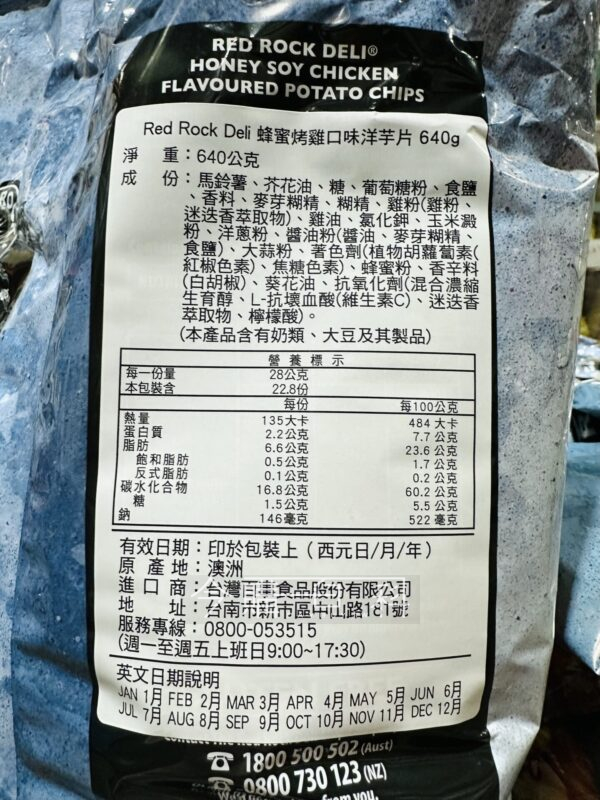 RED ROCK DELI®
HONEY SOY CHICKEN
FLAVOURED POTATO CHIPS
Red Rock Deli 蜂蜜烤雞口味洋芋片 640g
淨 重：640公克
成 份：馬鈴薯、芥花油、糖、葡萄糖粉、食鹽
、香料、麥芽糊精、糊精、雞粉(雞粉、
迷迭香萃取物)、雞油、氯化鉀、玉米澱
粉、洋蔥粉、醬油粉(醬油、麥芽糊精、
食鹽)、大蒜粉、著色劑(植物胡蘿蔔素(
紅椒色素)、焦糖色素)、蜂蜜粉、香辛料
(白胡椒)、葵花油、抗氧化劑(混合濃縮
生育醇、L-抗壞血酸(維生素C)、迷迭香
萃取物、檸檬酸)。
(本產品含有奶類、大豆及其製品)
營 養 標 示
每一份量 28公克
本包裝含 22.8份
每份 每100公克
熱量 135大卡 484 大卡
蛋白質 2.2公克 7.7 公克
脂肪 6.6公克 23.6 公克
飽和脂肪 0.5公克 1.7 公克
反式脂肪 0.1公克 0.2 公克
碳水化合物 16.8公克 60.2 公克
糖 1.5公克 5.5 公克
鈉 146毫克 522 毫克
有效日期：印於包裝上（西元日/月/年）
原 產 地：澳洲
進 口 商：台灣百事食品股份有限公司
地 址：台南市新市區中山路181號
服務專線：0800-053515
(週一至週五上班日9:00~17:30)
英文日期說明
JAN 1月 FEB 2月 MAR 3月 APR 4月 MAY 5月 JUN 6月
JUL 7月 AUG 8月 SEP 9月 OCT 10月 NOV 11月 DEC 12月
1800 500 502 (Aust)
0800 730 123 (NZ)
from you.